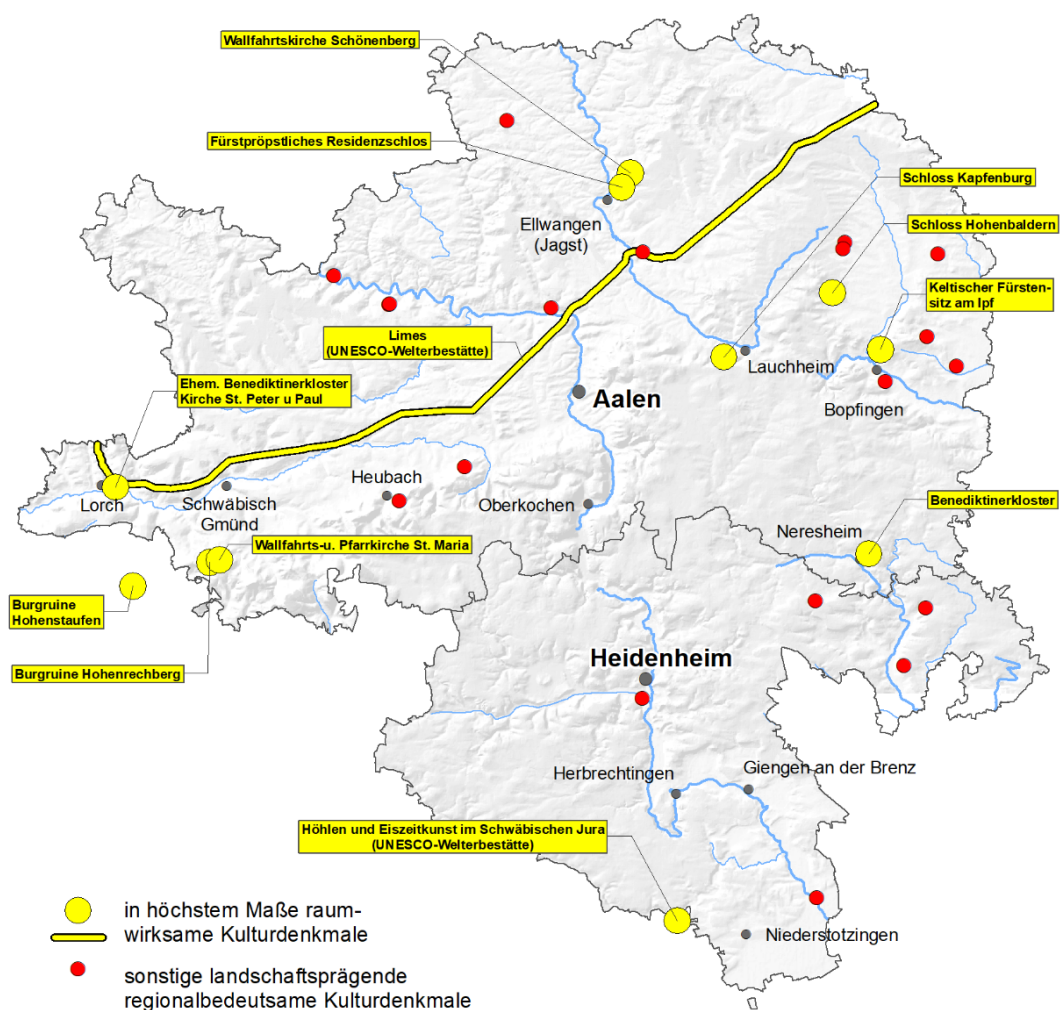 Wallfahrtskirche Schönenberg
Fürstpröpstliches Residenzschlos
Schloss Kapfenburg
Ellwangen
(Jagst)
Schloss Hohenbaldern
Keltischer Fürsten-
sitz am Ipf
Limes
(UNESCO-Welterbestätte)
Lauchheim
Ehem. Benediktinerkloster
Kirche St. Peter u Paul
Aalen
Bopfingen
Heubach
Lorch
Schwäbisch
Gmünd
Oberkochen
Benediktinerkloster
Neresheim
Wallfahrts-u. Pfarrkirche St. Maria
Burgruine
Hohenstaufen
Burgruine Hohenrechberg
Heidenheim
Herbrechtingen
Giengen an der Brenz
Höhlen und Eiszeitkunst im Schwäbischen Jura
(UNESCO-Welterbestätte)
Niederstotzingen
in höchstem Maße raum-
wirksame Kulturdenkmale
sonstige landschaftsprägende
regionalbedeutsame Kulturdenkmale